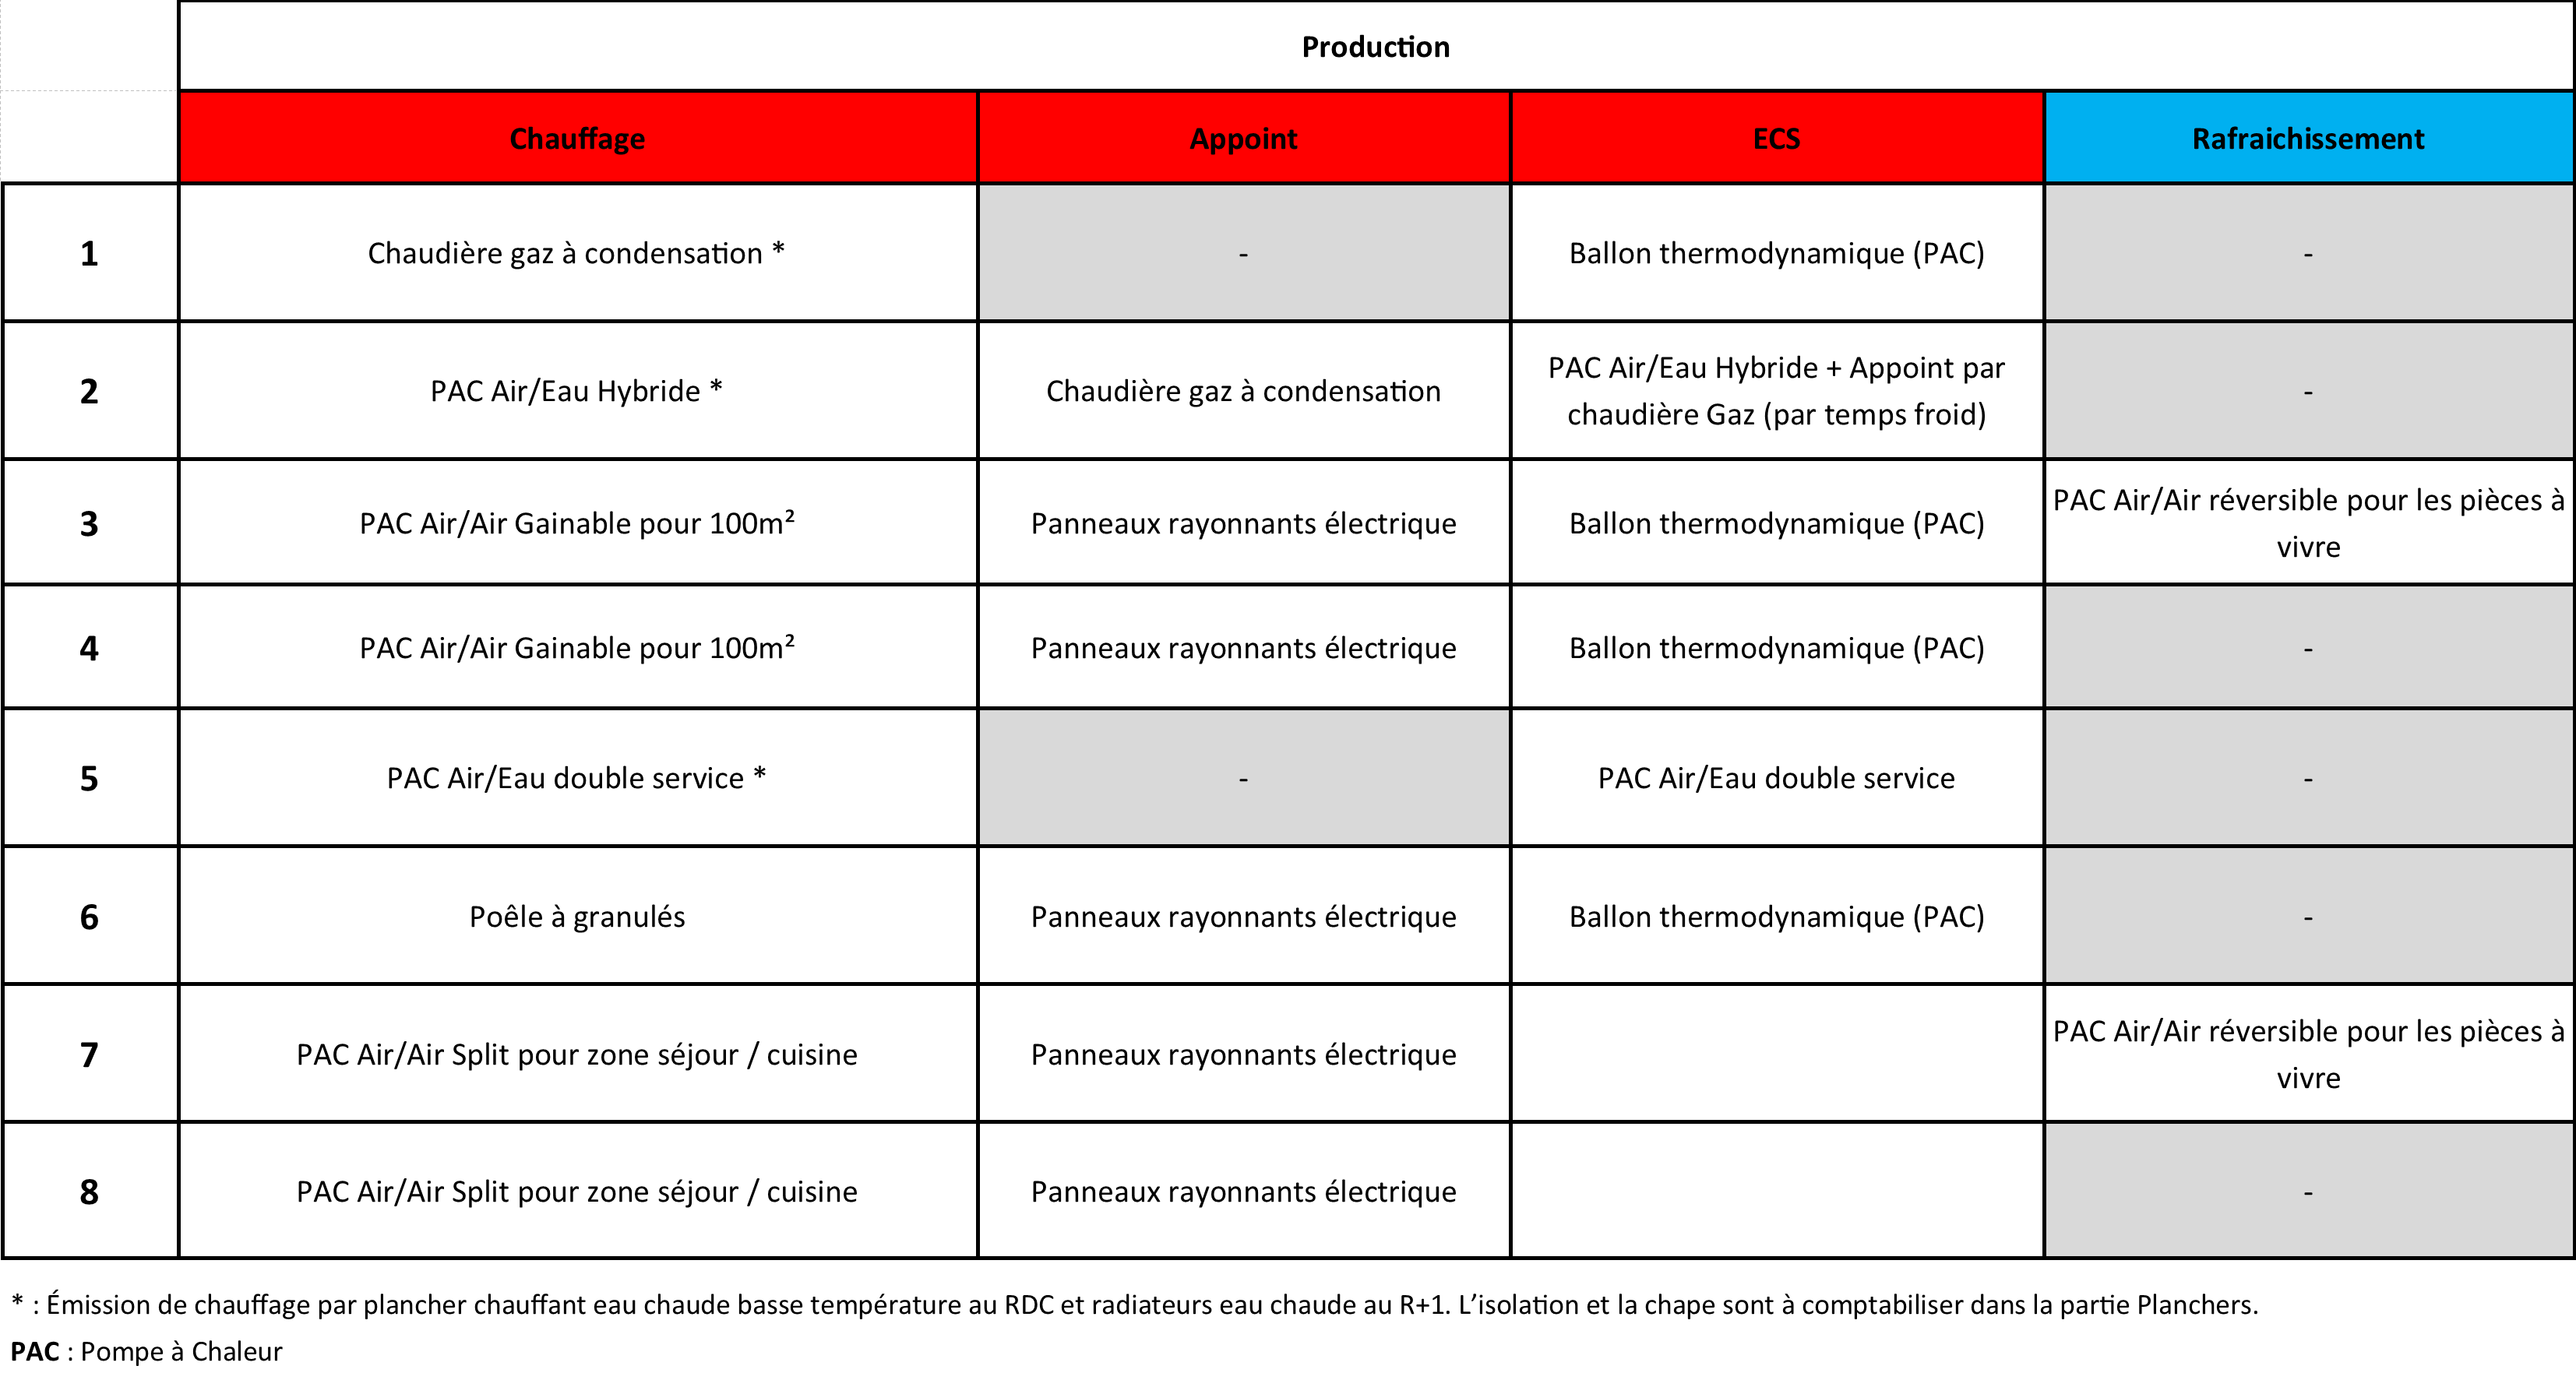 Production
Chauffage Appoint ECS Rafraichissement
1 Chaudière gaz à condensation * - Ballon thermodynamique (PAC) -
2 PAC Air/Eau Hybride * Chaudière gaz à condensation PAC Air/Eau Hybride + Appoint par
chaudière Gaz (par temps froid) -
3 PAC Air/Air Gainable pour 100m² Panneaux rayonnants électrique Ballon thermodynamique (PAC) PAC Air/Air réversible pour les pièces à
vivre
4 PAC Air/Air Gainable pour 100m² Panneaux rayonnants électrique Ballon thermodynamique (PAC) -
5 PAC Air/Eau double service * - PAC Air/Eau double service -
6 Poêle à granulés Panneaux rayonnants électrique Ballon thermodynamique (PAC) -
7 PAC Air/Air Split pour zone séjour / cuisine Panneaux rayonnants électrique PAC Air/Air réversible pour les pièces à
vivre
8 PAC Air/Air Split pour zone séjour / cuisine Panneaux rayonnants électrique -
* : Émission de chauffage par plancher chauffant eau chaude basse température au RDC et radiateurs eau chaude au R+1. L’isolation et la chape sont à comptabiliser dans la partie Planchers.
PAC : Pompe à Chaleur